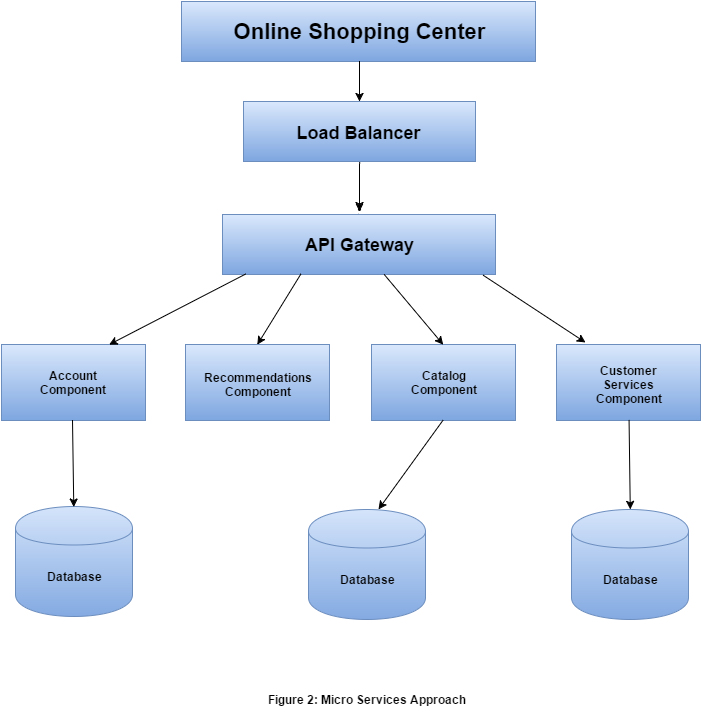 Online Shopping Center
Load Balancer
API Gateway
Account
Component
Recommendations
Component
Catalog
Component
Customer
Services
Component
Database
Database
Database
Figure 2: Micro Services Approach